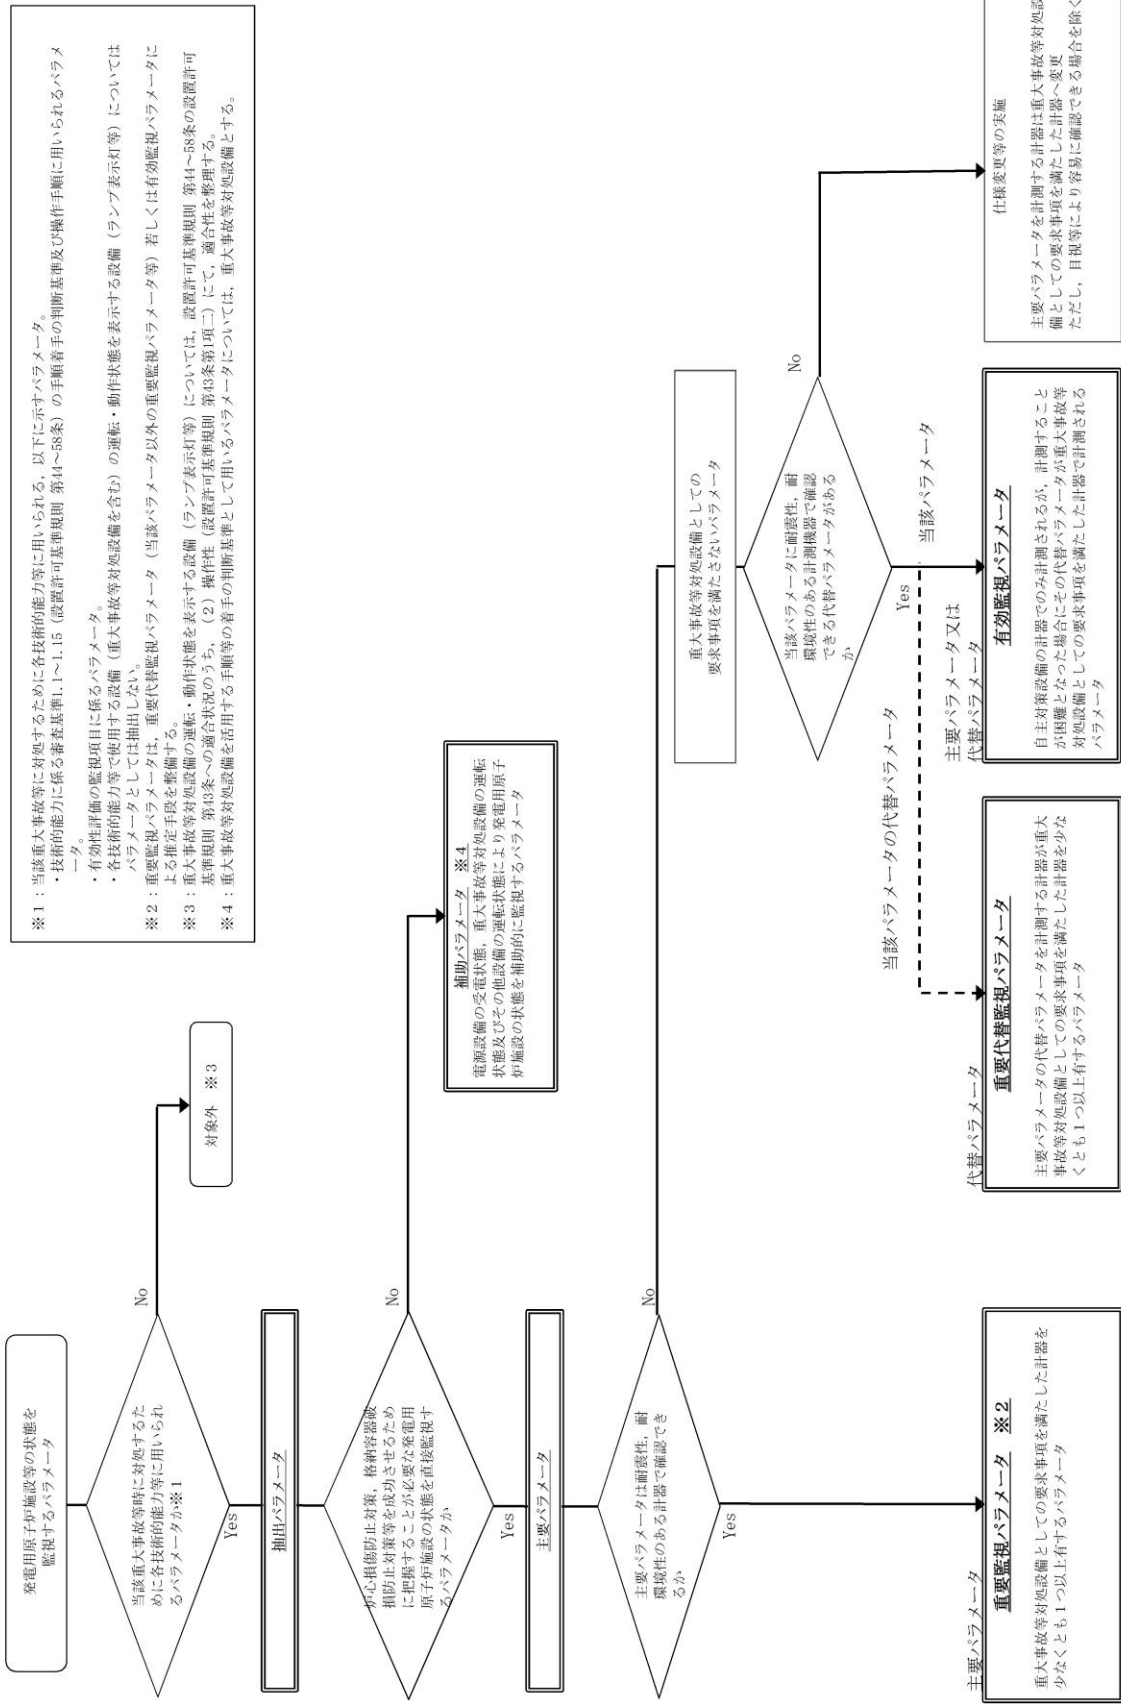 発電用原子炉施設等の状態を
監視するパラメータ
当該重大事故等時に対処するた
めに各技術的能力等に用いられ
るパラメータか※1
No
対象外　※3
Yes
抽出パラメータ
炉心損傷防止対策，格納容器破
損防止対策等を成功させるため
に把握することが必要な発電用
原子炉施設の状態を直接監視す
るパラメータか
No
補助パラメータ　※4
電源設備の受電状態，重大事故等対処設備の運転
状態及びその他設備の運転状態により発電用原子
炉施設の状態を補助的に監視するパラメータ
Yes
主要パラメータ
主要パラメータは耐震性，耐
環境性のある計器で確認でき
るか
No
Yes
重大事故等対処設備としての
要求事項を満たさないパラメータ
当該パラメータに耐震性，耐
環境性のある計測機器で確認
できる代替パラメータがある
か
No
Yes
当該パラメータ
当該パラメータの代替パラメータ
主要パラメータ
重要監視パラメータ　※2
重大事故等対処設備としての要求事項を満たした計器を
少なくとも１つ以上有するパラメータ
代替パラメータ
重要代替監視パラメータ
主要パラメータの代替パラメータを計測する計器が重大
事故等対処設備としての要求事項を満たした計器を少な
くとも１つ以上有するパラメータ
主要パラメータ又は
代替パラメータ
有効監視パラメータ
自主対策設備の計器でのみ計測されるが，計測すること
が困難となった場合にその代替パラメータが重大事故等
対処設備としての要求事項を満たした計器で計測される
パラメータ
仕様変更等の実施
主要パラメータを計測する計器は重大事故等対処設
備としての要求事項を満たした計器へ変更
ただし，目視等により容易に確認できる場合を除く
※1：当該重大事故等に対処するために各技術的能力等に用いられる，以下に示すパラメータ。
・技術的能力に係る審査基準1.1～1.15（設置許可基準規則 第44～58条）の手順着手の判断基準及び操作手順に用いられるパラメ
ータ。
・有効性評価の監視項目に係るパラメータ。
・各技術的能力等で使用する設備（重大事故等対処設備を含む）の運転・動作状態を表示する設備（ランプ表示灯等）については
パラメータとしては抽出しない。
※2：重要監視パラメータは，重要代替監視パラメータ（当該パラメータ以外の重要監視パラメータ等）若しくは有効監視パラメータに
よる推定手段を整備する。
※3：重大事故等対処設備の運転・動作状態を表示する設備（ランプ表示灯等）については，設置許可基準規則 第44～58条の設置許可
基準規則 第43条への適合状況のうち，（2）操作性（設置許可基準規則 第43条第1項二）にて，適合性を整理する。
※4：重大事故等対処設備を活用する手順等の着手の判断基準として用いるパラメータについては，重大事故等対処設備とする。